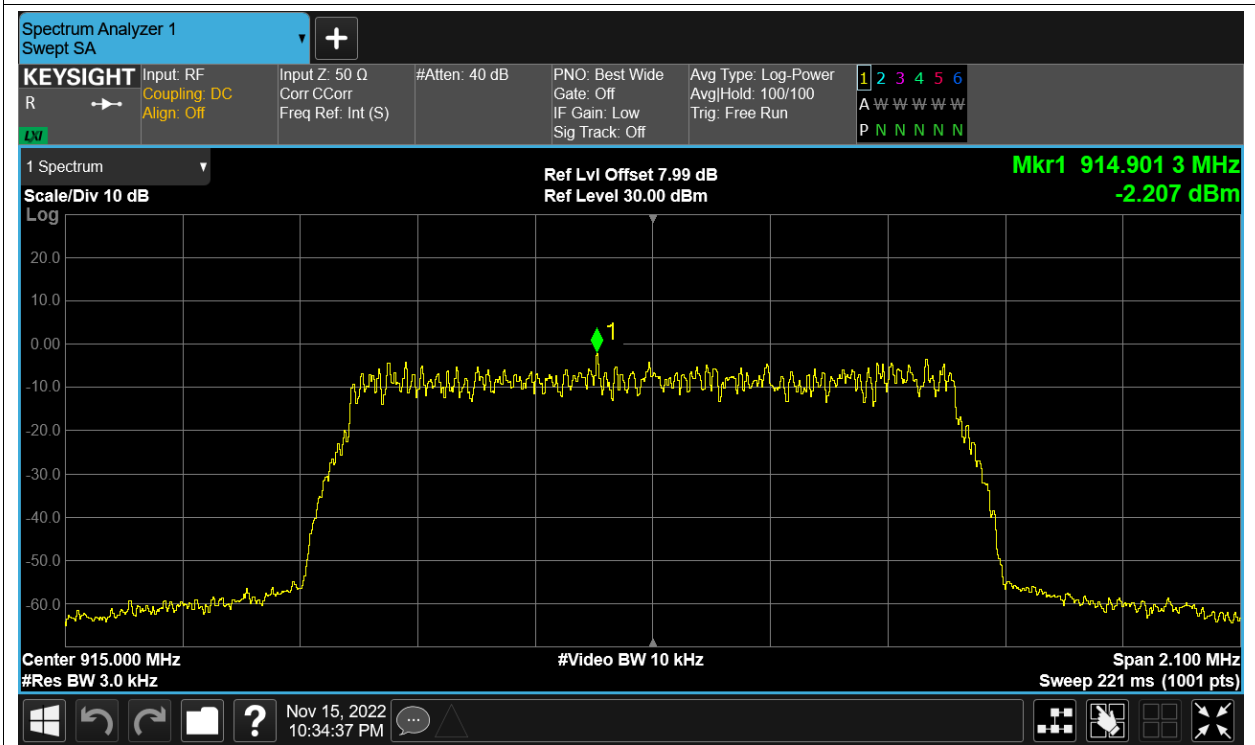 Spectrum Analyzer 1
Swept SA
+
KEYSIGHT
R
LXI
Input: RF
Coupling: DC
Align: Off
Input Z: 50 Ω
Corr CCorr
Freq Ref: Int (S)
#Atten: 40 dB
PNO: Best Wide
Gate: Off
IF Gain: Low
Sig Track: Off
Avg Type: Log-Power
Avg|Hold: 100/100
Trig: Free Run
1 2 3 4 5 6
A W W W W W
P N N N N N
1 Spectrum
Scale/Div 10 dB
Log
Ref Lvl Offset 7.99 dB
Ref Level 30.00 dBm
Mkr1 914.901 3 MHz
-2.207 dBm
20.0
10.0
0.00
-10.0
-20.0
-30.0
-40.0
-50.0
-60.0
1
Center 915.000 MHz
#Res BW 3.0 kHz
#Video BW 10 kHz
Span 2.100 MHz
Sweep 221 ms (1001 pts)
?
Nov 15, 2022
10:34:37 PM